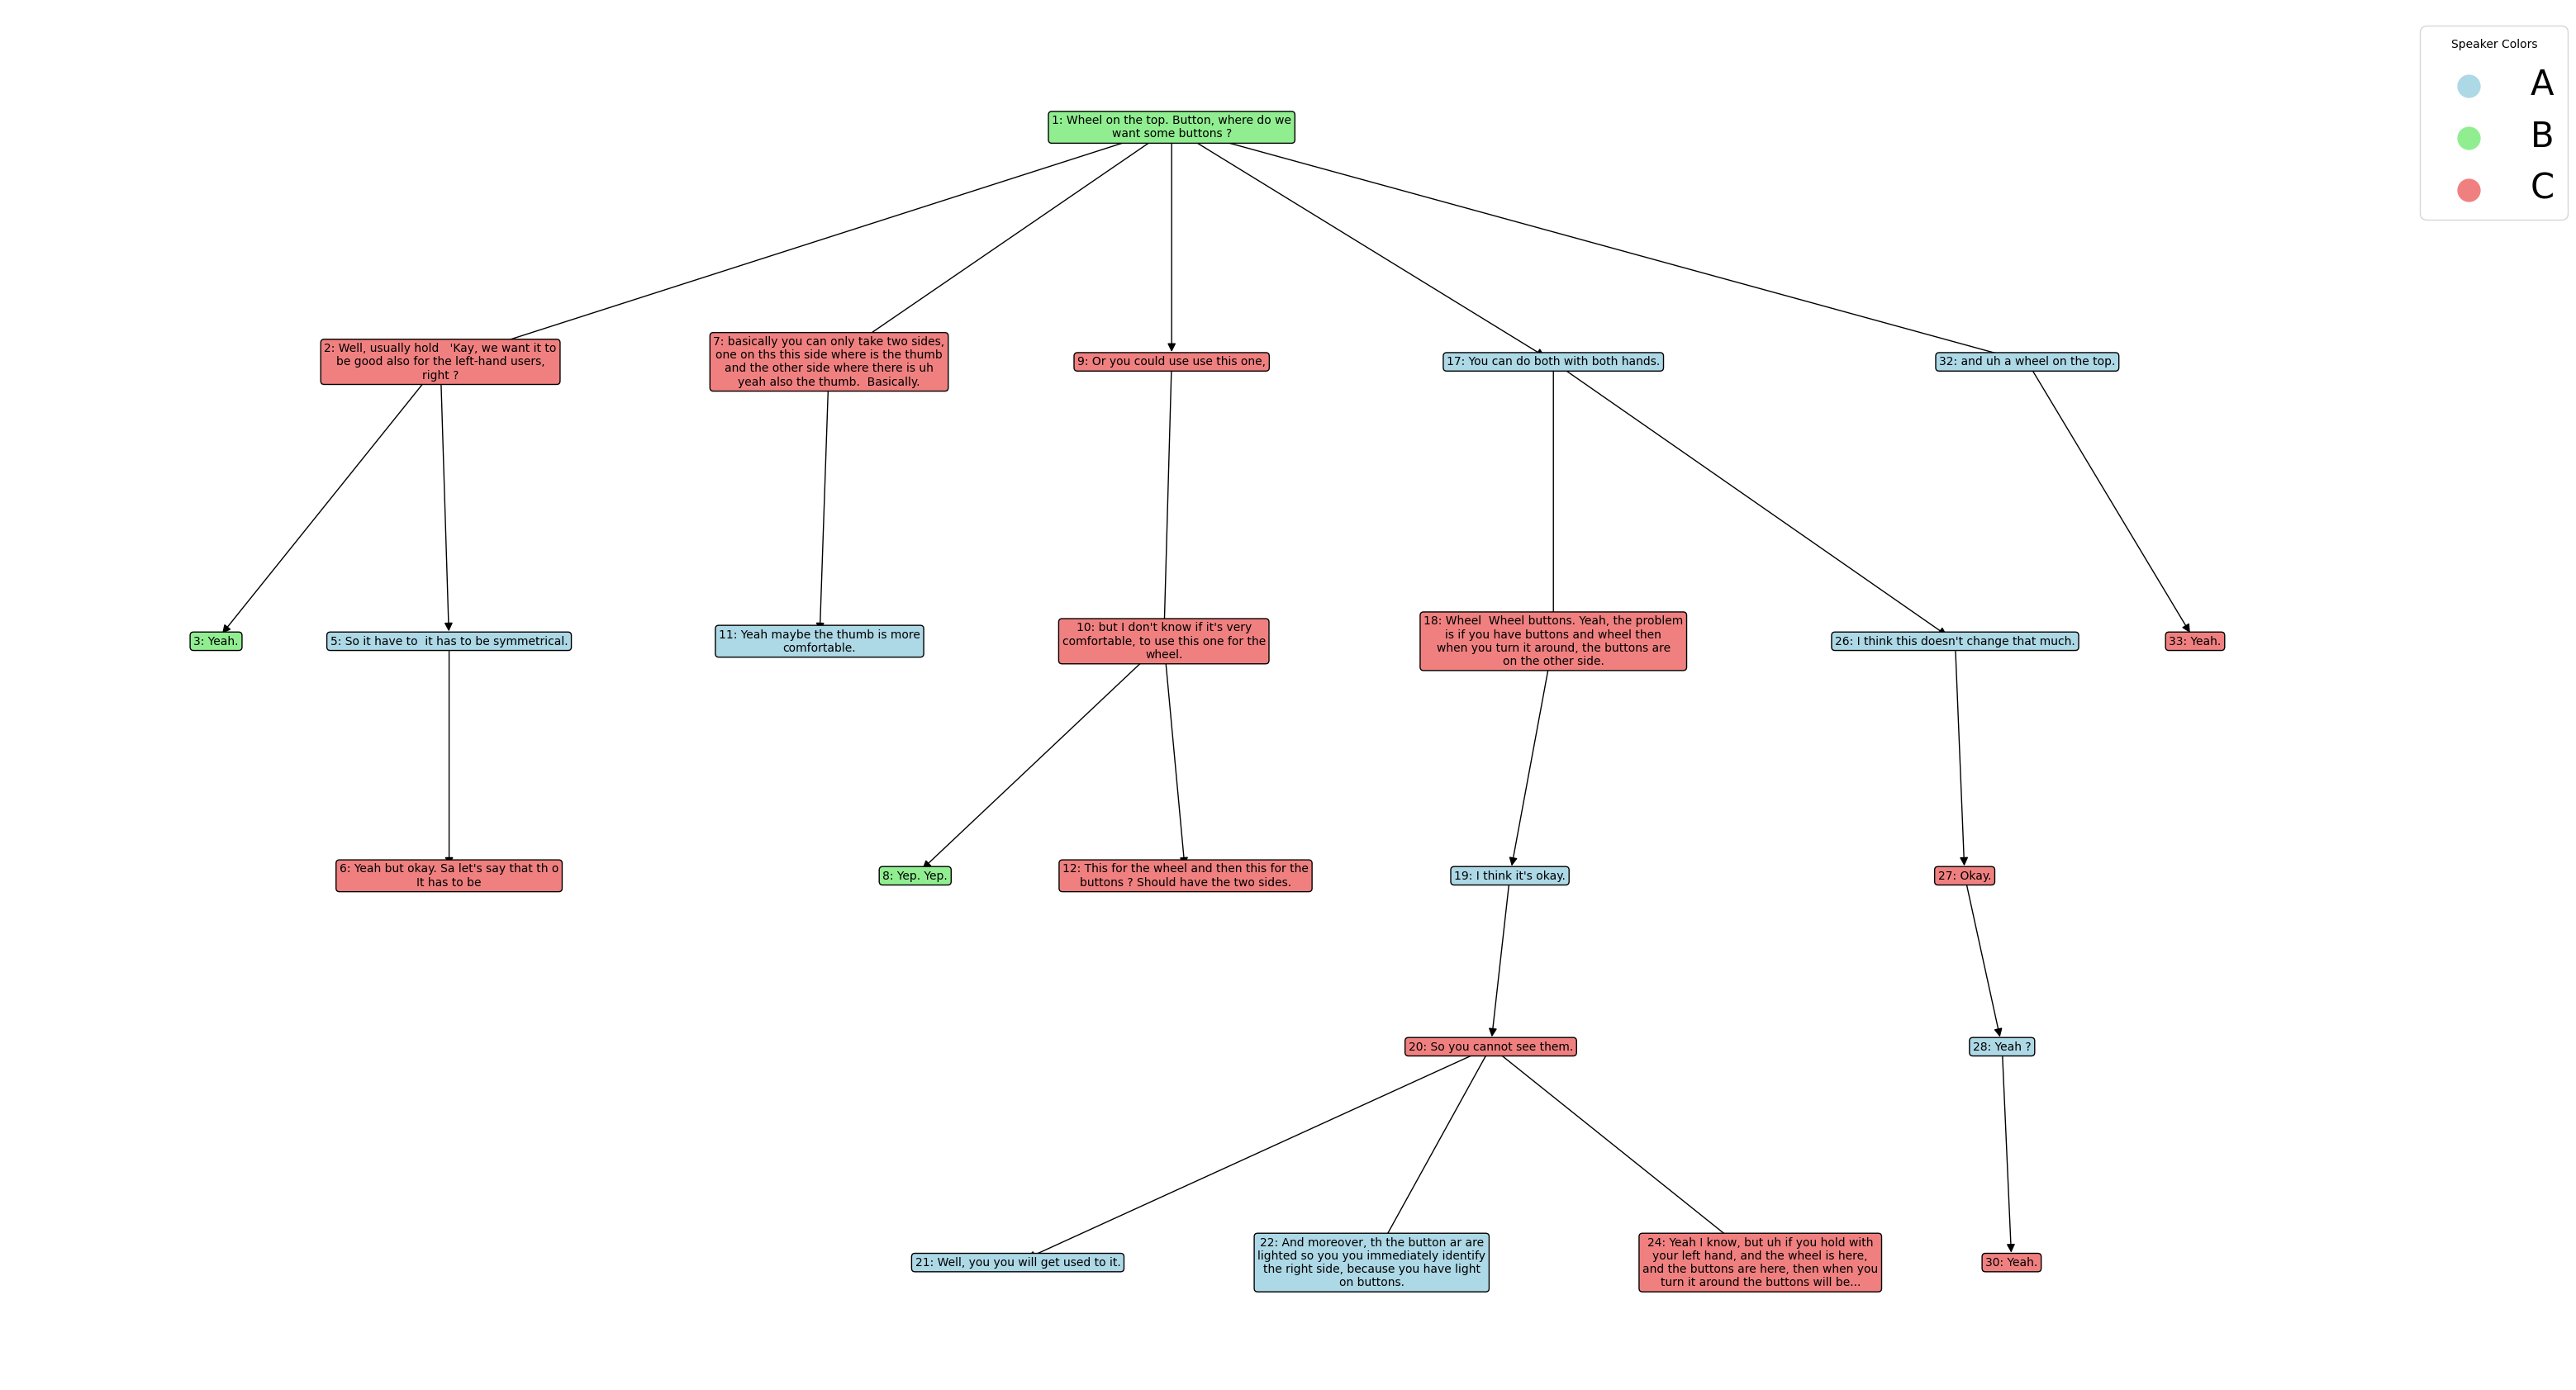 Speaker Colors
A
B
C
1: Wheel on the top. Button, where do we
want some buttons ?
2: Well, usually hold   'Kay, we want it to
be good also for the left-hand users,
right ?
7: basically you can only take two sides,
one on ths this side where is the thumb
and the other side where there is uh
yeah also the thumb.  Basically.
9: Or you could use use this one,
17: You can do both with both hands.
32: and uh a wheel on the top.
3: Yeah.
5: So it have to  it has to be symmetrical.
11: Yeah maybe the thumb is more
comfortable.
10: but I don't know if it's very
comfortable, to use this one for the
wheel.
18: Wheel  Wheel buttons. Yeah, the problem
is if you have buttons and wheel then
when you turn it around, the buttons are
on the other side.
26: I think this doesn't change that much.
33: Yeah.
6: Yeah but okay. Sa let's say that th o
It has to be
8: Yep. Yep.
12: This for the wheel and then this for the
buttons ? Should have the two sides.
19: I think it's okay.
27: Okay.
20: So you cannot see them.
28: Yeah ?
21: Well, you you will get used to it.
22: And moreover, th the button ar are
lighted so you you immediately identify
the right side, because you have light
on buttons.
24: Yeah I know, but uh if you hold with
your left hand, and the wheel is here,
and the buttons are here, then when you
turn it around the buttons will be...
30: Yeah.